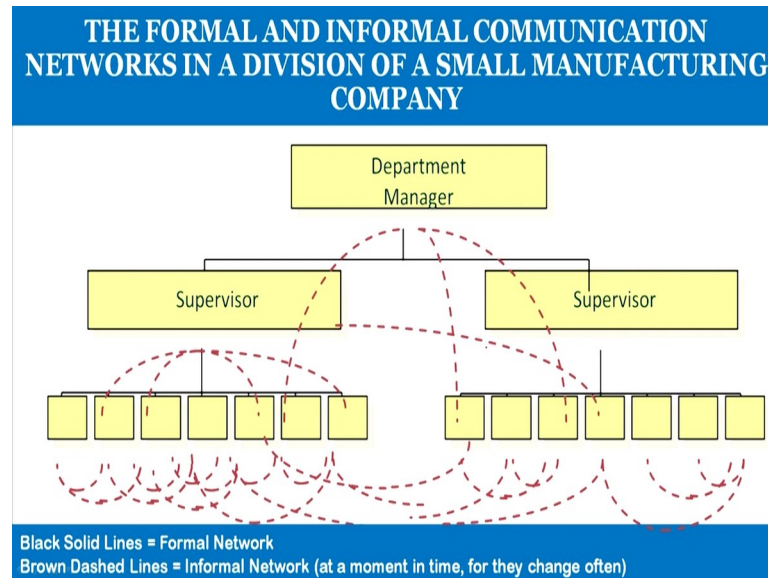 THE FORMAL AND INFORMAL COMMUNICATION
NETWORKS IN A DIVISION OF A SMALL MANUFACTURING
COMPANY
Department
Manager
Supervisor
Supervisor
Black Solid Lines = Formal Network
Brown Dashed Lines = Informal Network (at a moment in time, for they change often)